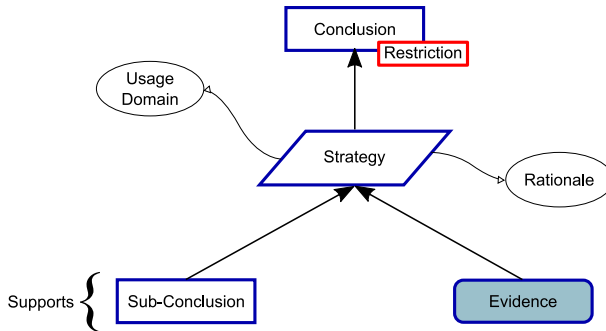 Conclusion
Restriction
Usage
Domain
Strategy
Rationale
Supports
Sub-Conclusion
Evidence